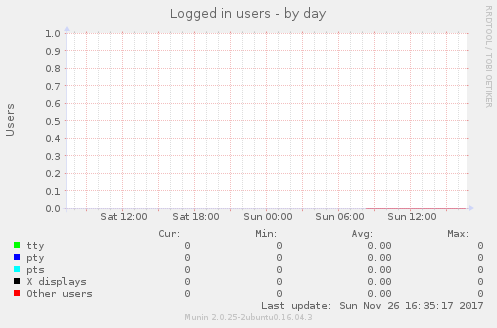 Logged in users - by day
RRDTOOL / TOBI OETIKER
Users
1.0
0.9
0.8
0.7
0.6
0.5
0.4
0.3
0.2
0.1
0.0
Sat 12:00 Sat 18:00 Sun 00:00 Sun 06:00 Sun 12:00
Cur: Min: Avg: Max:
tty 0 0 0.00 0
pty 0 0 0.00 0
pts 0 0 0.00 0
X displays 0 0 0.00 0
Other users 0 0 0.00 0
Last update: Sun Nov 26 16:35:17 2017
Munin 2.0.25-2ubuntu0.16.04.3